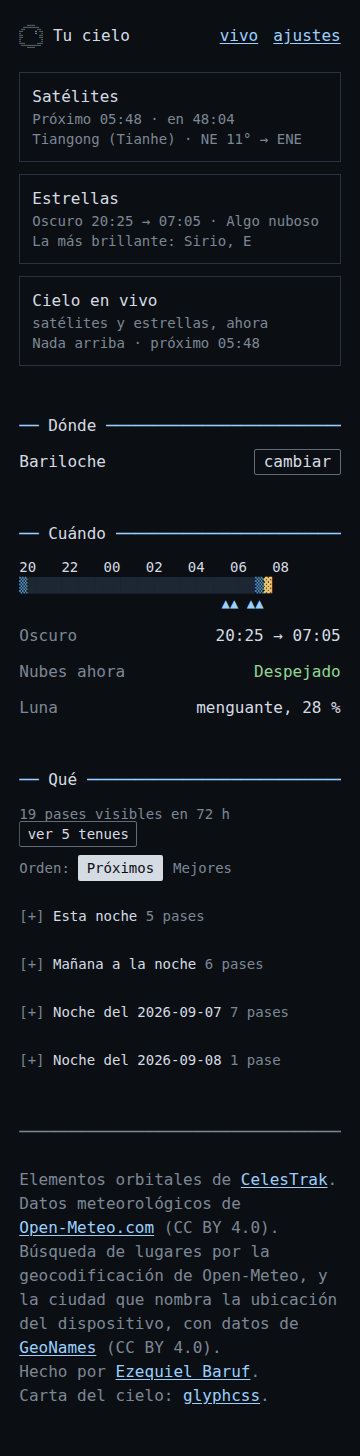 Tu cielo vivo ajustes
Satélites
Próximo 05:48 · en 48:04
Tiangong (Tianhe) · NE 11° → ENE
Estrellas
Oscuro 20:25 → 07:05 · Algo nuboso
La más brillante: Sirio, E
Cielo en vivo
satélites y estrellas, ahora
Nada arriba · próximo 05:48
Dónde
Bariloche cambiar
Cuándo
20 22 00 02 04 06 08
Oscuro 20:25 → 07:05
Nubes ahora Despejado
Luna menguante, 28 %
Qué
19 pases visibles en 72 h
ver 5 tenues
Orden: Próximos Mejores
[+] Esta noche 5 pases
[+] Mañana a la noche 6 pases
[+] Noche del 2026-09-07 7 pases
[+] Noche del 2026-09-08 1 pase
Elementos orbitales de CelesTrak.
Datos meteorológicos de
Open-Meteo.com (CC BY 4.0).
Búsqueda de lugares por la
geocodificación de Open-Meteo, y
la ciudad que nombra la ubicación
del dispositivo, con datos de
GeoNames (CC BY 4.0).
Hecho por Ezequiel Baruf.
Carta del cielo: glyphcss.